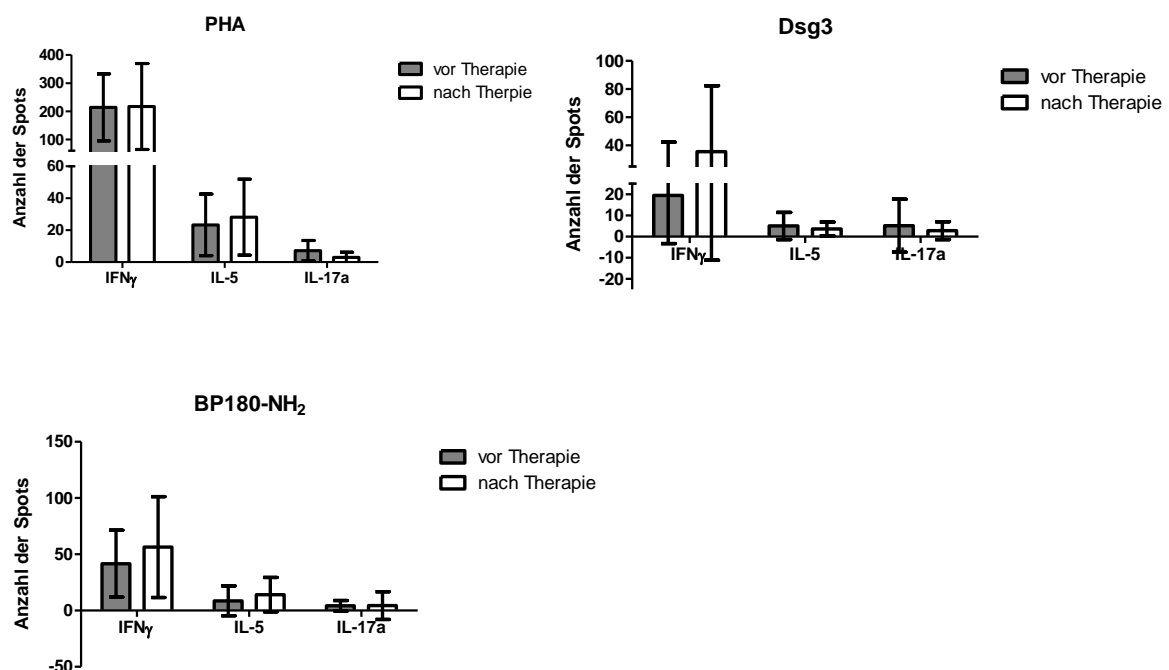 PHA
Anzahl der Spots
400
300
200
100
60
40
20
0
IFNγ IL-5 IL-17a
vor Therapie
nach Therpie
Dsg3
Anzahl der Spots
100
80
60
40
20
10
0
-10
-20
IFNγ IL-5 IL-17a
vor Therapie
nach Therapie
BP180-NH₂
Anzahl der Spots
150
100
50
0
-50
IFNγ IL-5 IL-17a
vor Therapie
nach Therapie